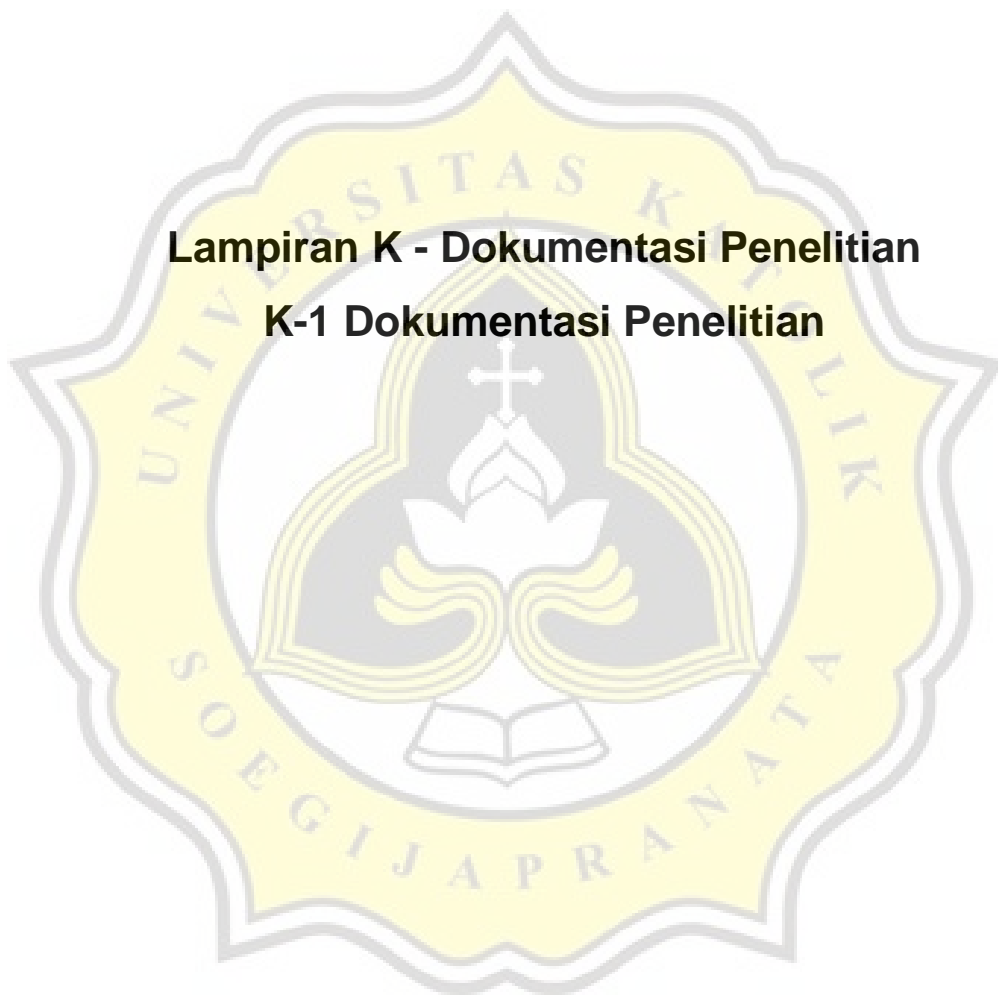 UNIVERSITAS KATOLIK
Lampiran K - Dokumentasi Penelitian
K-1 Dokumentasi Penelitian
SOEGIJAPRANATA